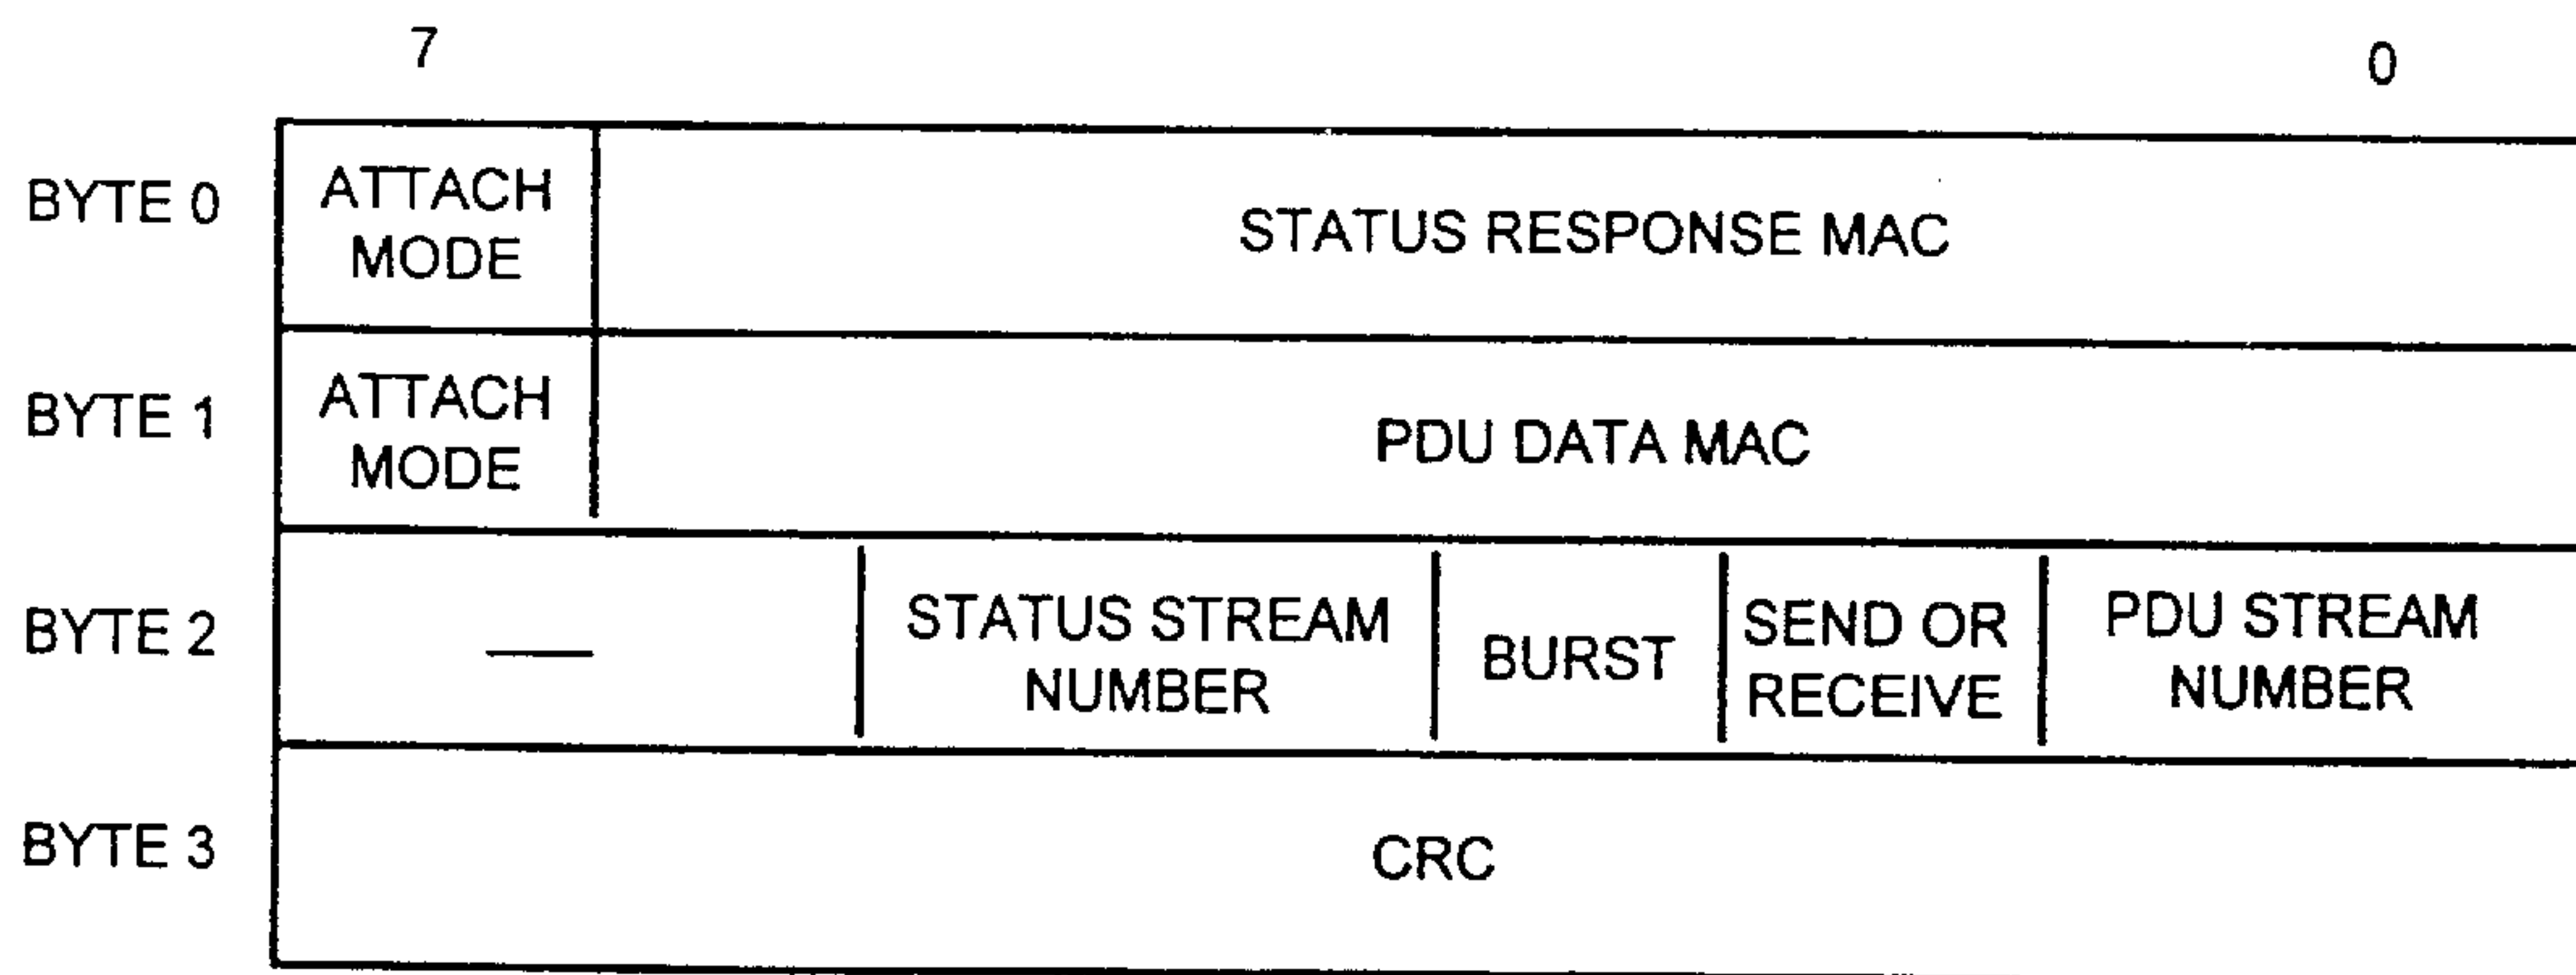 7 0
BYTE 0
ATTACH
MODE
STATUS RESPONSE MAC
BYTE 1
ATTACH
MODE
PDU DATA MAC
BYTE 2
—
STATUS STREAM
NUMBER
BURST
SEND OR
RECEIVE
PDU STREAM
NUMBER
BYTE 3
CRC